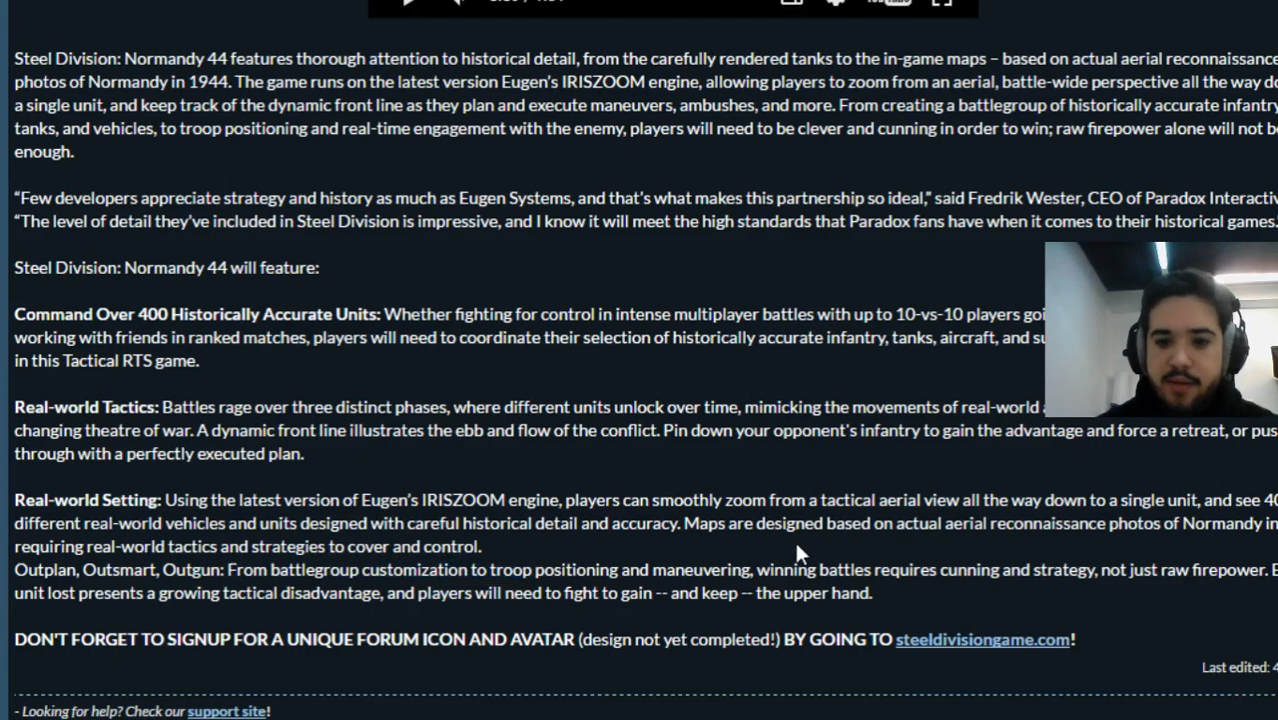 Steel Division: Normandy 44 features thorough attention to historical detail, from the carefully rendered tanks to the in-game maps – based on actual aerial reconnaissance
photos of Normandy in 1944. The game runs on the latest version Eugen's IRISZOOM engine, allowing players to zoom from an aerial, battle-wide perspective all the way
a single unit, and keep track of the dynamic front line as they plan and execute maneuvers, ambushes, and more. From creating a battlegroup of historically accurate
tanks, and vehicles, to troop positioning and real-time engagement with the enemy, players will need to be clever and cunning in order to win; raw firepower alone will not
enough.
“Few developers appreciate strategy and history as much as Eugen Systems, and that's what makes this partnership so ideal,” said Fredrik Wester, CEO of Paradox
“The level of detail they've included in Steel Division is impressive, and I know it will meet the high standards that Paradox fans have when it comes to their historical games.
Steel Division: Normandy 44 will feature:
Command Over 400 Historically Accurate Units: Whether fighting for control in intense multiplayer battles with up to 10-vs-10 players
working with friends in ranked matches, players will need to coordinate their selection of historically accurate infantry, tanks, aircraft, and
in this Tactical RTS game.
Real-world Tactics: Battles rage over three distinct phases, where different units unlock over time, mimicking the movements of real-world
changing theatre of war. A dynamic front line illustrates the ebb and flow of the conflict. Pin down your opponent's infantry to gain the advantage and force a retreat, or
through with a perfectly executed plan.
Real-world Setting: Using the latest version of Eugen's IRISZOOM engine, players can smoothly zoom from a tactical aerial view all the way down to a single unit, and see
different real-world vehicles and units designed with careful historical detail and accuracy. Maps are designed based on actual aerial reconnaissance photos of Normandy in
requiring real-world tactics and strategies to cover and control.
Outplan, Outsmart, Outgun: From battlegroup customization to troop positioning and maneuvering, winning battles requires cunning and strategy, not just raw firepower.
unit lost presents a growing tactical disadvantage, and players will need to fight to gain -- and keep -- the upper hand.
DON'T FORGET TO SIGNUP FOR A UNIQUE FORUM ICON AND AVATAR (design not yet completed!) BY GOING TO steeldivisiongame.com!
Last edited:
- Looking for help? Check our support site!